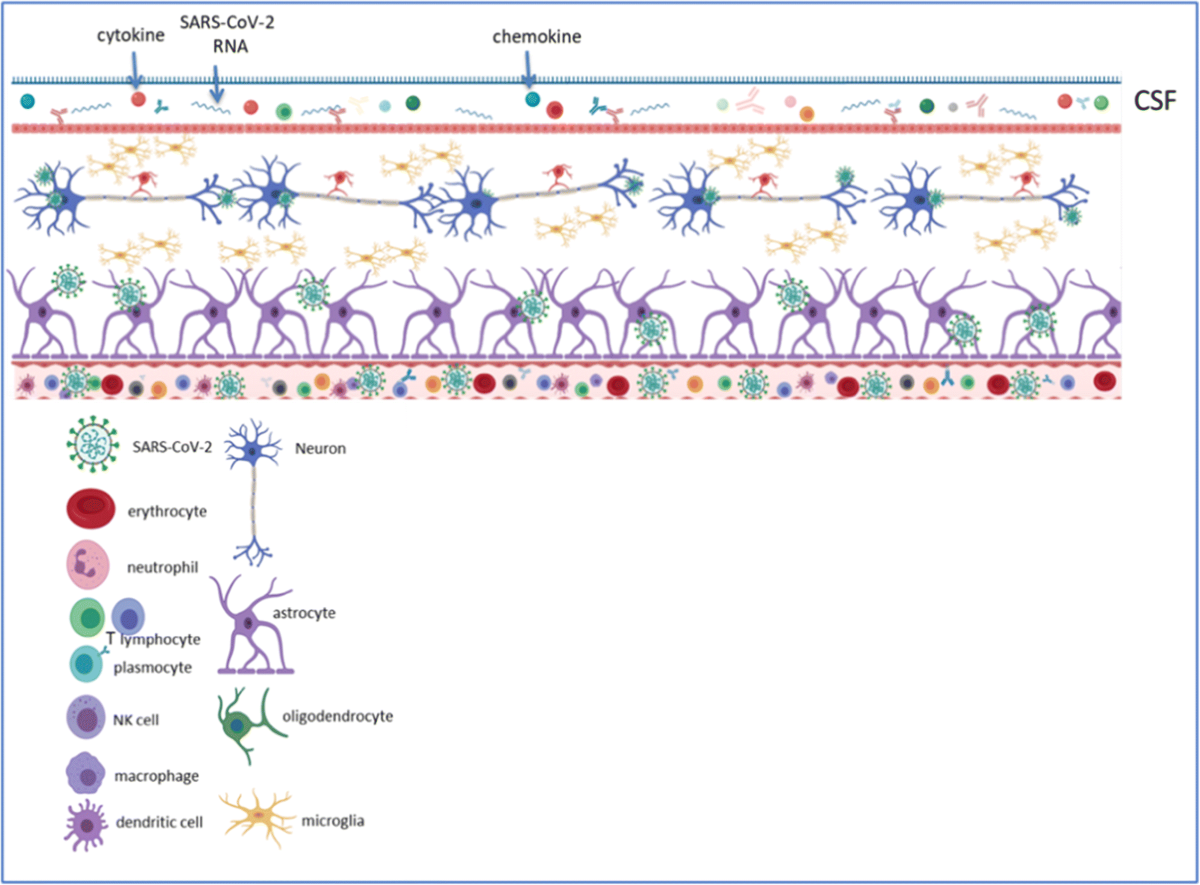 cytokine
SARS-CoV-2
RNA
chemokine
CSF
SARS-CoV-2
Neuron
erythrocyte
neutrophil
astrocyte
T lymphocyte
plasmocyte
NK cell
oligodendrocyte
macrophage
dendritic cell
microglia